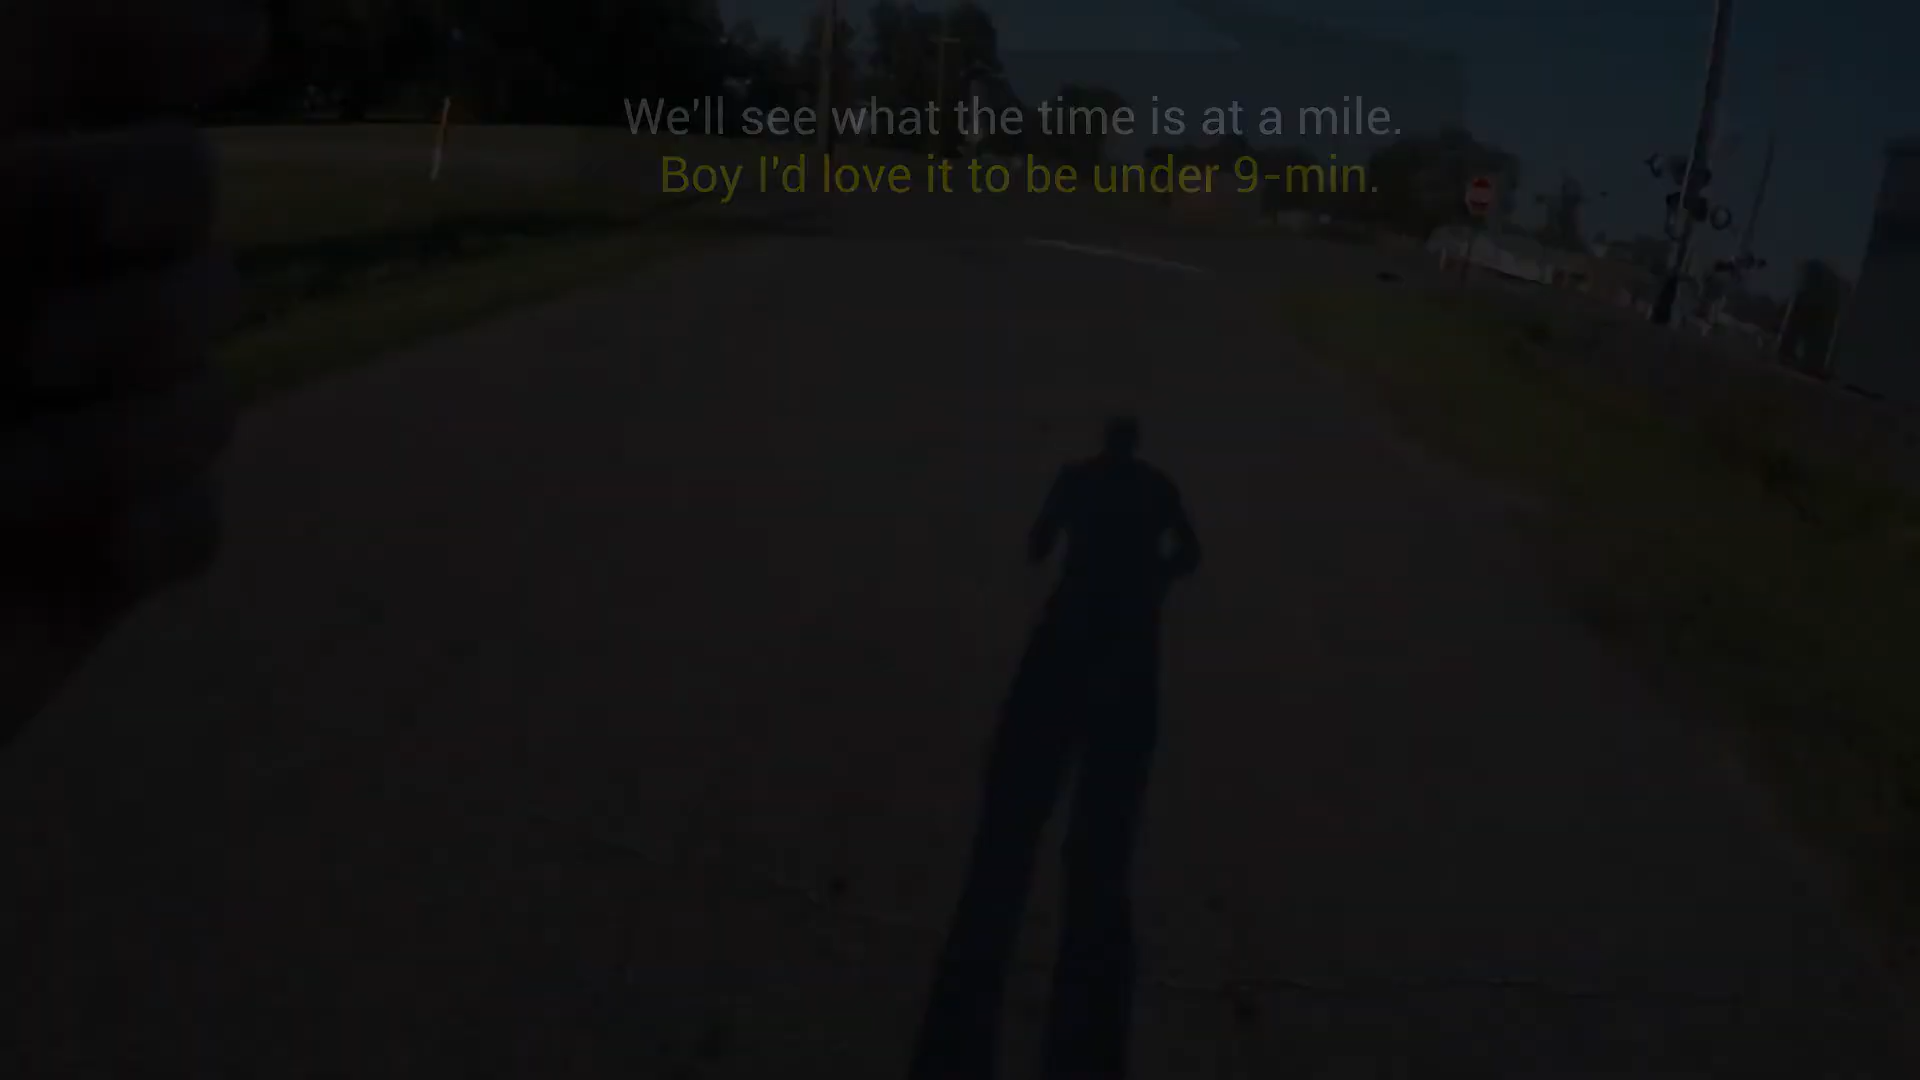 We'll see what the time is at a mile.
Boy I'd love it to be under 9-min.